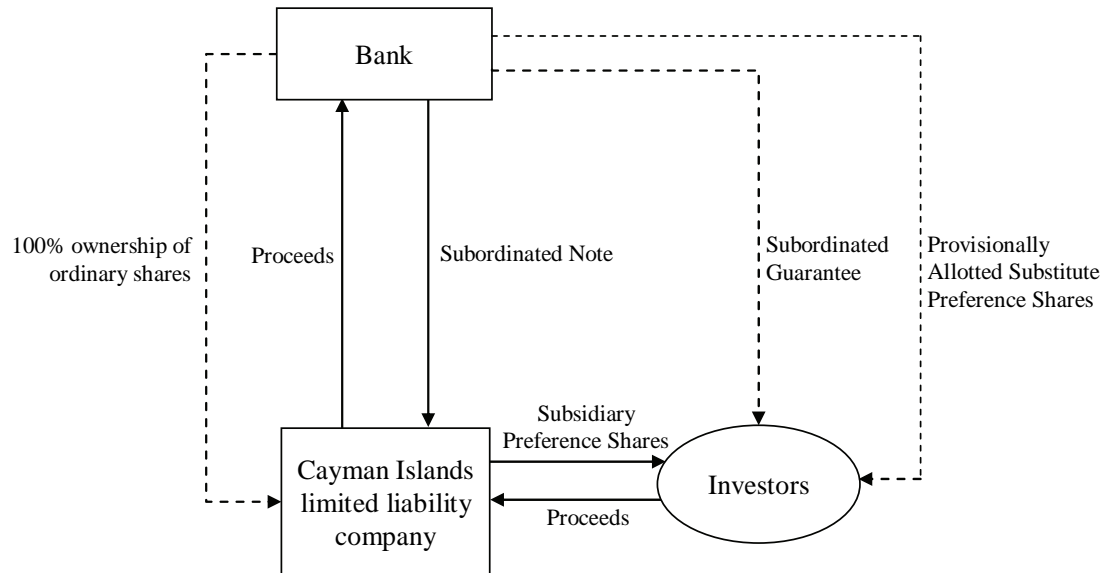 Bank
100% ownership of
ordinary shares
Proceeds
Subordinated Note
Subordinated
Guarantee
Provisionally
Allotted Substitute
Preference Shares
Subsidiary
Preference Shares
Cayman Islands
limited liability
company
Investors
Proceeds